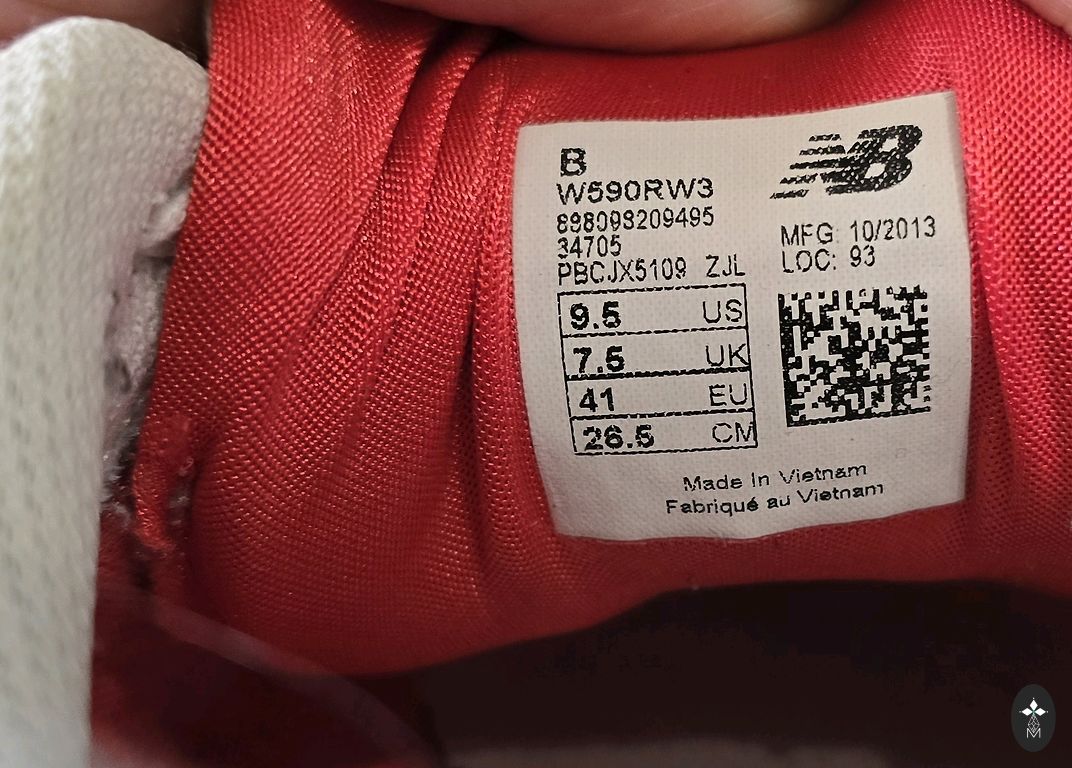 B
W590RW3
898098209495
34705
PBCJX5109 ZJL
9.5 US
7.5 UK
41 EU
26.5 CM
NB
MFG 10/2013
LOC: 93
Made In Vietnam
Fabriqué au Vietnam
M